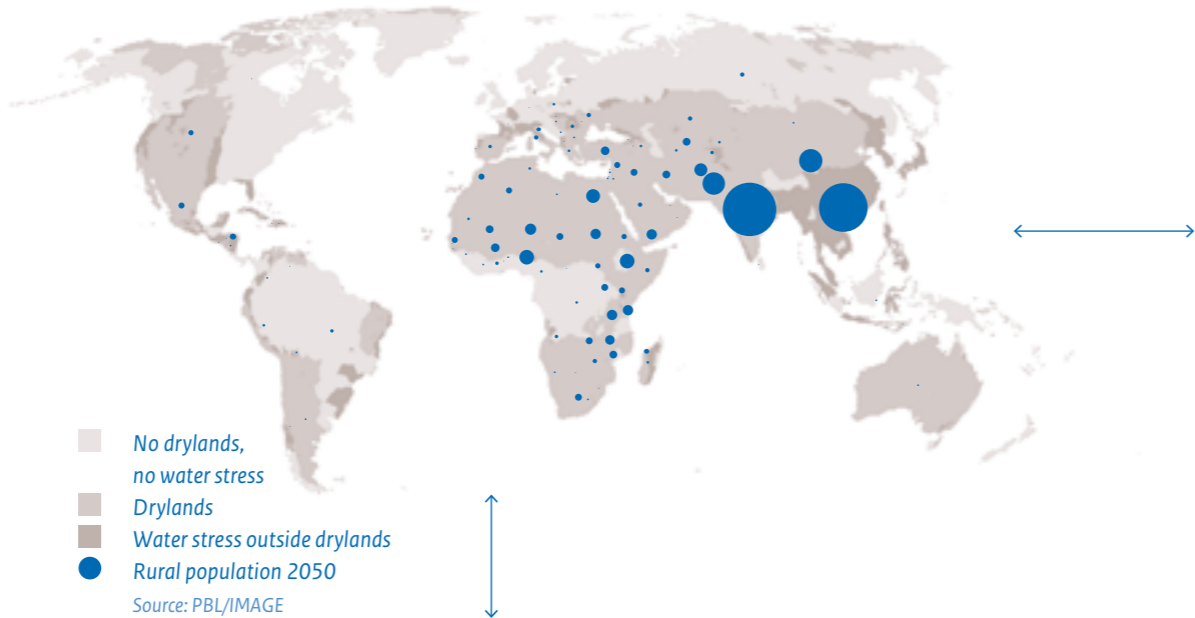 No drylands,
no water stress
Drylands
Water stress outside drylands
Rural population 2050
Source: PBL/IMAGE